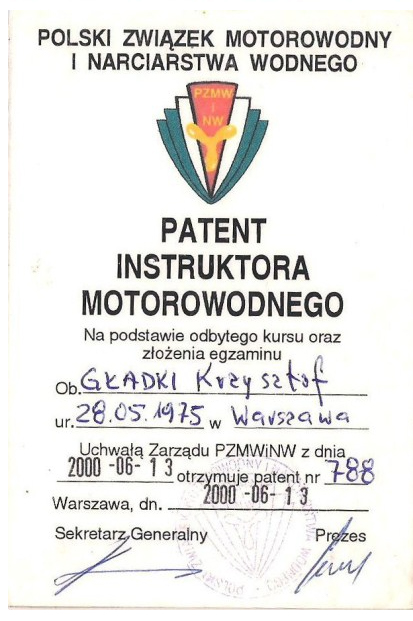 POLSKI ZWIĄZEK MOTOROWODNY
I NARCIARSTWA WODNEGO
PZMW
i
NW
PATENT
INSTRUKTORA
MOTOROWODNEGO
Na podstawie odbytego kursu oraz
złożenia egzaminu
Ob. GŁADKI Krzysztof
ur. 28.05.1975 w Warszawa
Uchwałą Zarządu PZMWiNW z dnia
2000 -06- 13 otrzymuje patent nr 788
Warszawa, dn. 2000 -06- 13
Sekretarz Generalny Prezes